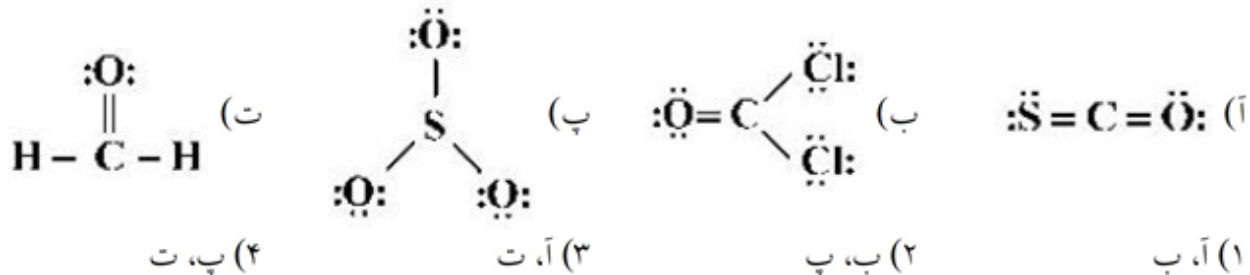 آ) :S̈ = C = Ö:
ب) :Ö̤ = C – :C̤̈l: – :C̤̈l:
پ) :Ö̤: – S – :Ö̤: – :Ö̤:
ت) :O: = H – C – H
۱) آ، ب ۲) ب، پ ۳) آ، ت ۴) پ، ت